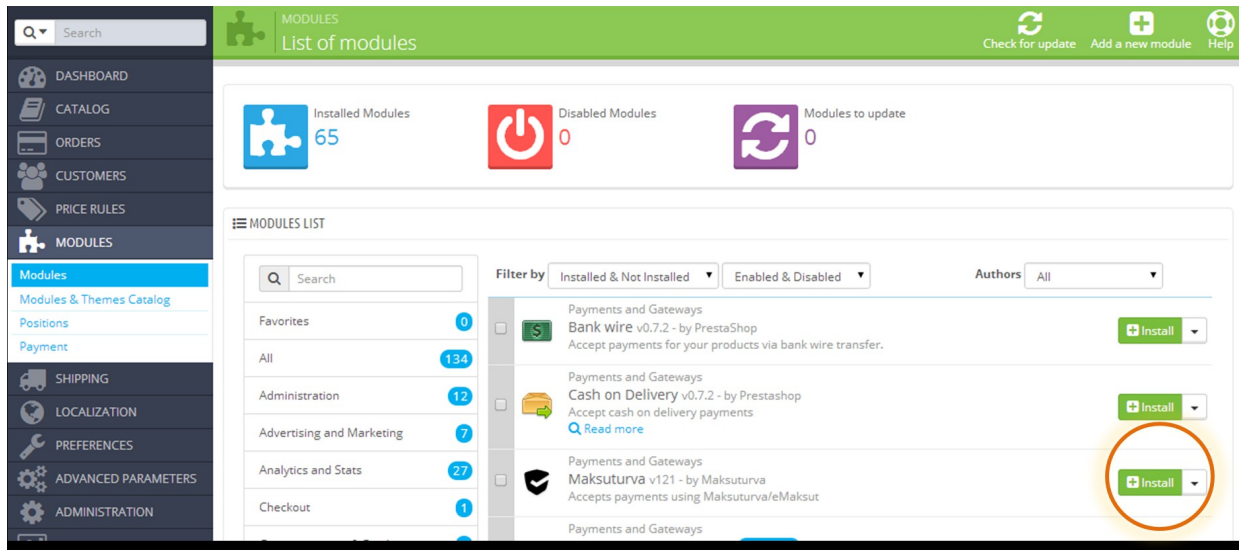 Search
MODULES
List of modules
Check for update
Add a new module
Help
DASHBOARD
CATALOG
ORDERS
CUSTOMERS
PRICE RULES
MODULES
Modules
Modules & Themes Catalog
Positions
Payment
SHIPPING
LOCALIZATION
PREFERENCES
ADVANCED PARAMETERS
ADMINISTRATION
Installed Modules
65
Disabled Modules
0
Modules to update
0
MODULES LIST
Search
Favorites 0
All 134
Administration 12
Advertising and Marketing 7
Analytics and Stats 27
Checkout 1
Filter by Installed & Not Installed Enabled & Disabled Authors All
Payments and Gateways
Bank wire v0.7.2 - by PrestaShop
Accept payments for your products via bank wire transfer.
Install
Payments and Gateways
Cash on Delivery v0.7.2 - by Prestashop
Accept cash on delivery payments
Read more
Install
Payments and Gateways
Maksuturva v121 - by Maksuturva
Accepts payments using Maksuturva/eMaksut
Install
Payments and Gateways